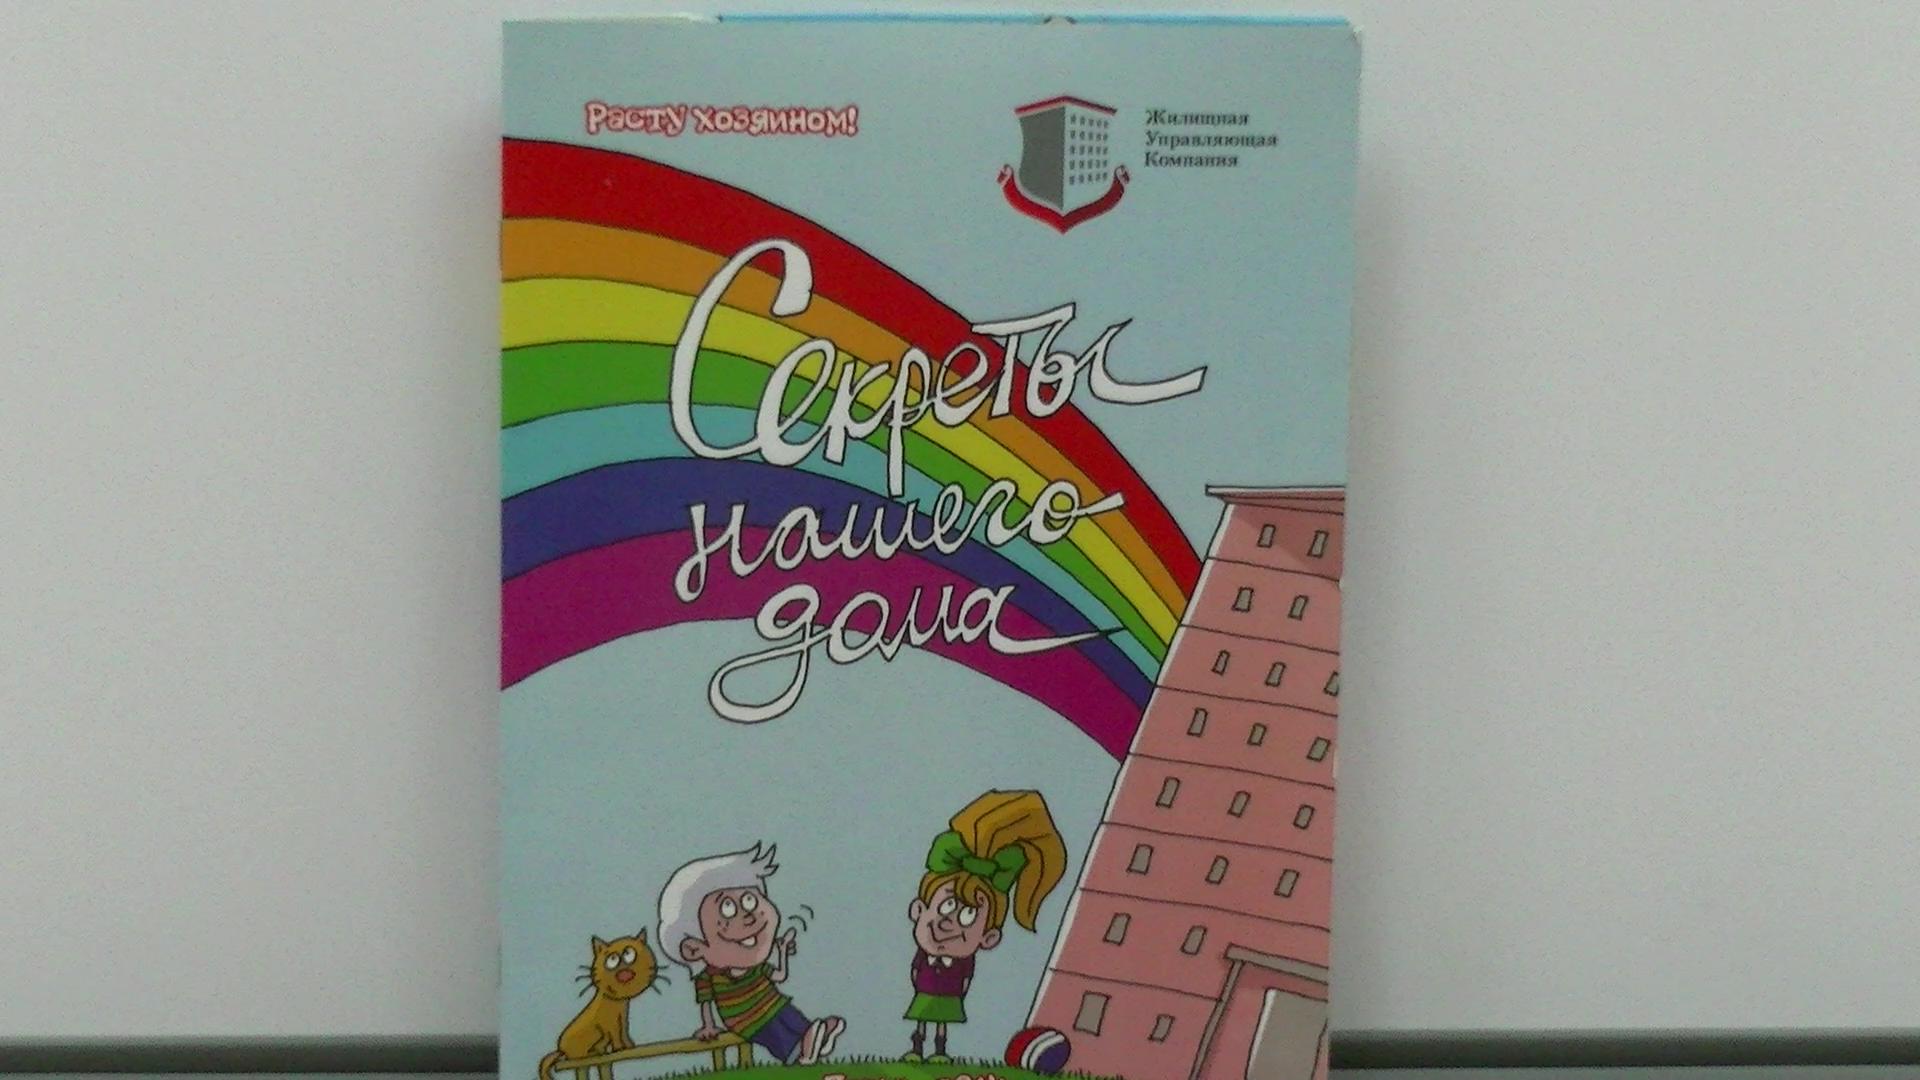 Расту хозяином!
Жилищная
Управляющая
Компания
Секреты
нашего
дома